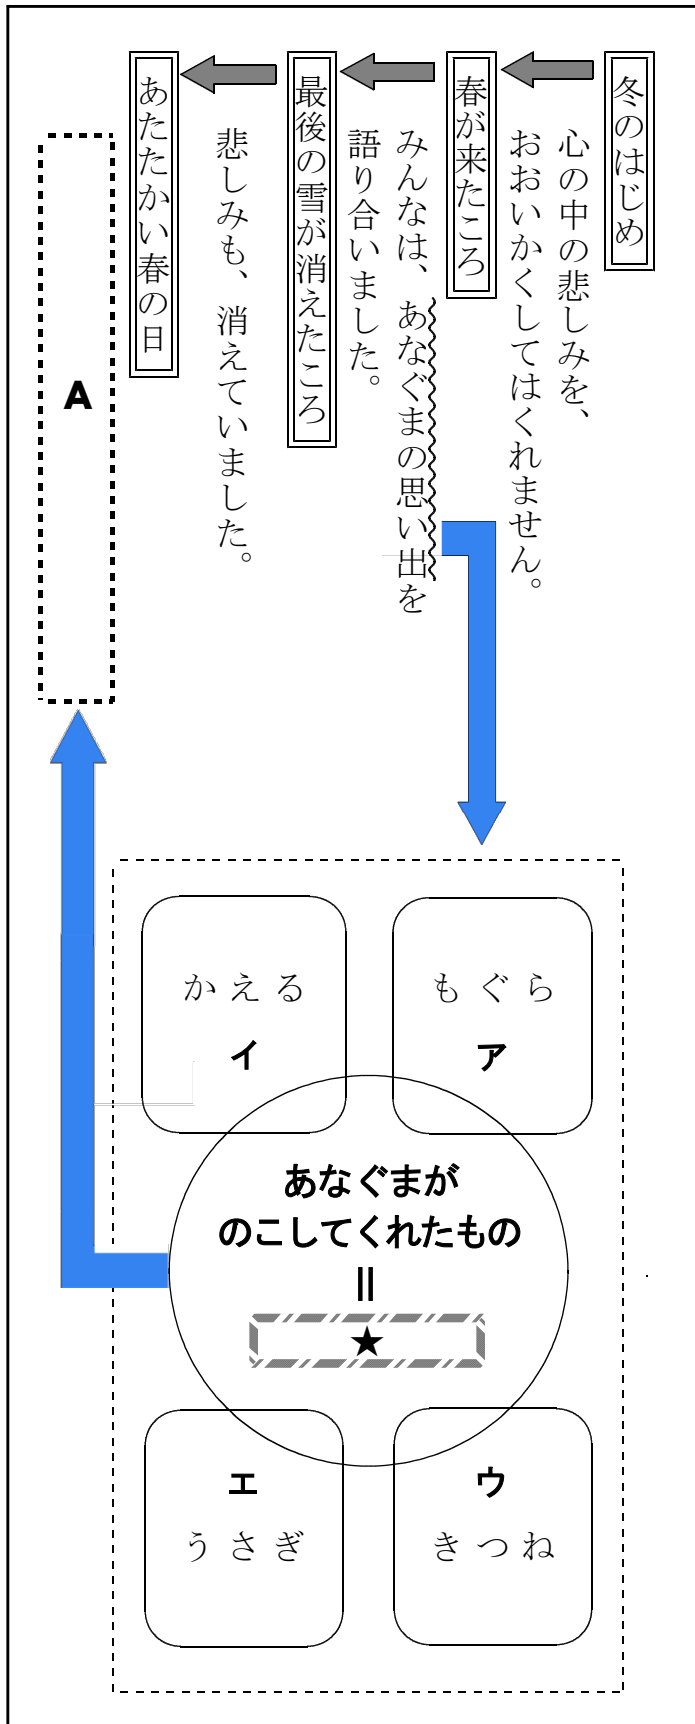 冬のはじめ
心の中の悲しみを、
おおいかくしてはくれません。
春が来たころ
みんなは、あなぐまの思い出を
語り合いました。
最後の雪が消えたころ
悲しみも、消えていました。
あたたかい春の日
A
もぐら
ア
かえる
イ
あなぐまが
のこしてくれたもの
＝
★
ウ
きつね
エ
うさぎ